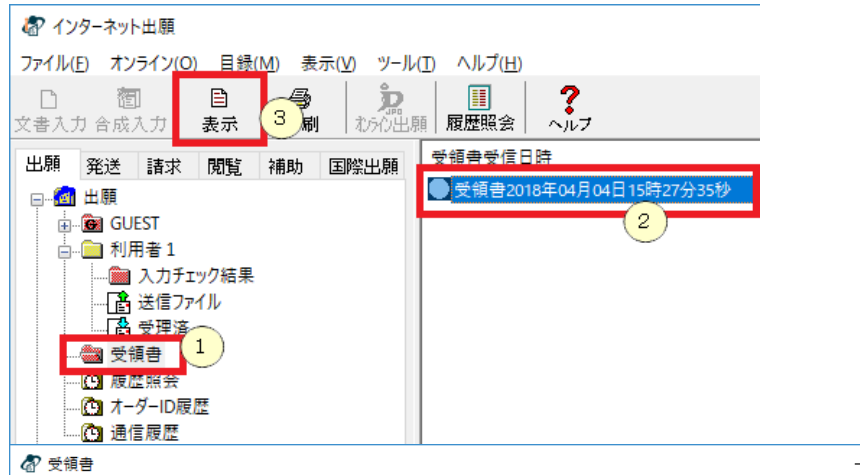 インターネット出願
ファイル(F) オンライン(O) 目録(M) 表示(V) ツール(T) ヘルプ(H)
文書入力 合成入力 表示 3 刷 オンライン出願 履歴照会 ヘルプ
出願 発送 請求 閲覧 補助 国際出願
受領書受信日時
受領書2018年04月04日15時27分35秒
2
出願
GUEST
利用者1
入力チェック結果
送信ファイル
受理済
1
受領書
履歴照会
オーダーID履歴
通信履歴
受領書